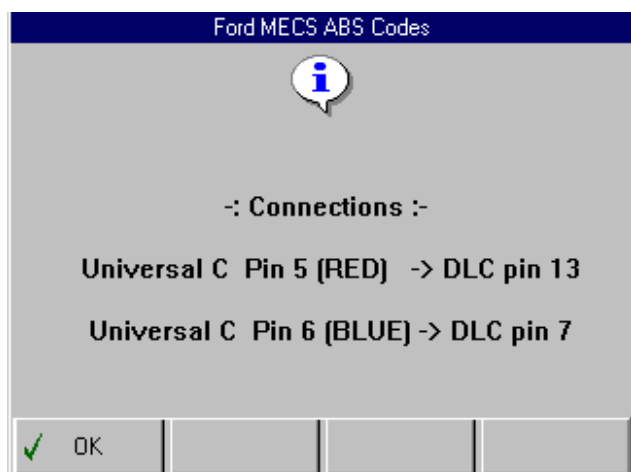 Ford MECS ABS Codes
i
-: Connections :-
Universal C Pin 5 (RED) -> DLC pin 13
Universal C Pin 6 (BLUE) -> DLC pin 7
OK